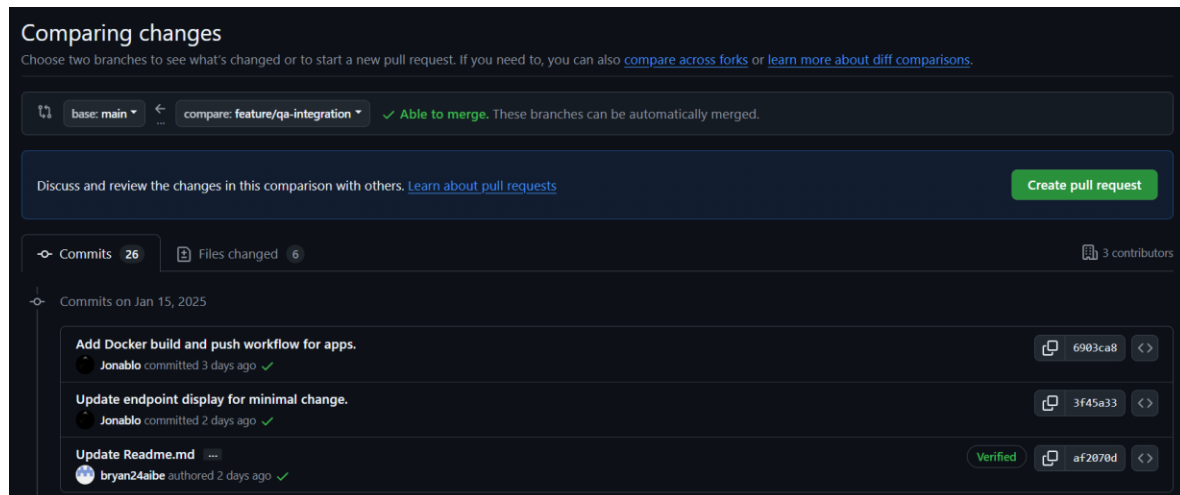 Comparing changes
Choose two branches to see what's changed or to start a new pull request. If you need to, you can also compare across forks or learn more about diff comparisons.
base: main ← compare: feature/qa-integration ✓ Able to merge. These branches can be automatically merged.
Discuss and review the changes in this comparison with others. Learn about pull requests Create pull request
Commits 26 Files changed 6 3 contributors
Commits on Jan 15, 2025
Add Docker build and push workflow for apps.
Jonablo committed 3 days ago ✓ 6903ca8
Update endpoint display for minimal change.
Jonablo committed 2 days ago ✓ 3f45a33
Update Readme.md ...
bryan24aibe authored 2 days ago ✓ Verified af2070d